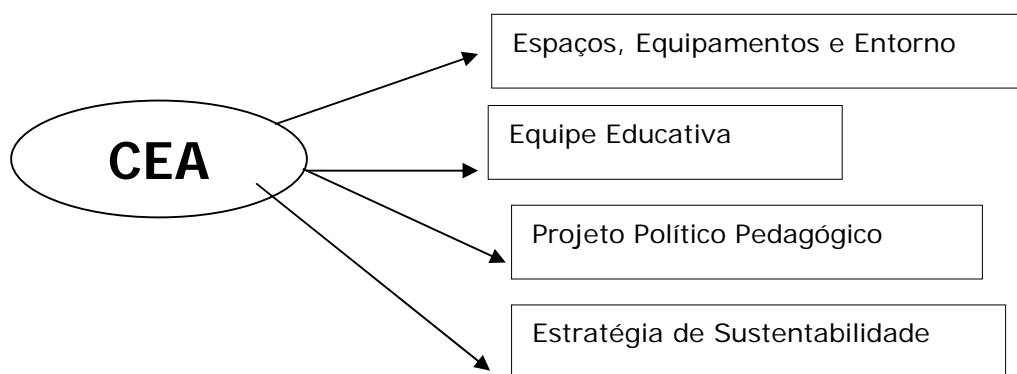 CEA
Espaços, Equipamentos e Entorno
Equipe Educativa
Projeto Político Pedagógico
Estratégia de Sustentabilidade